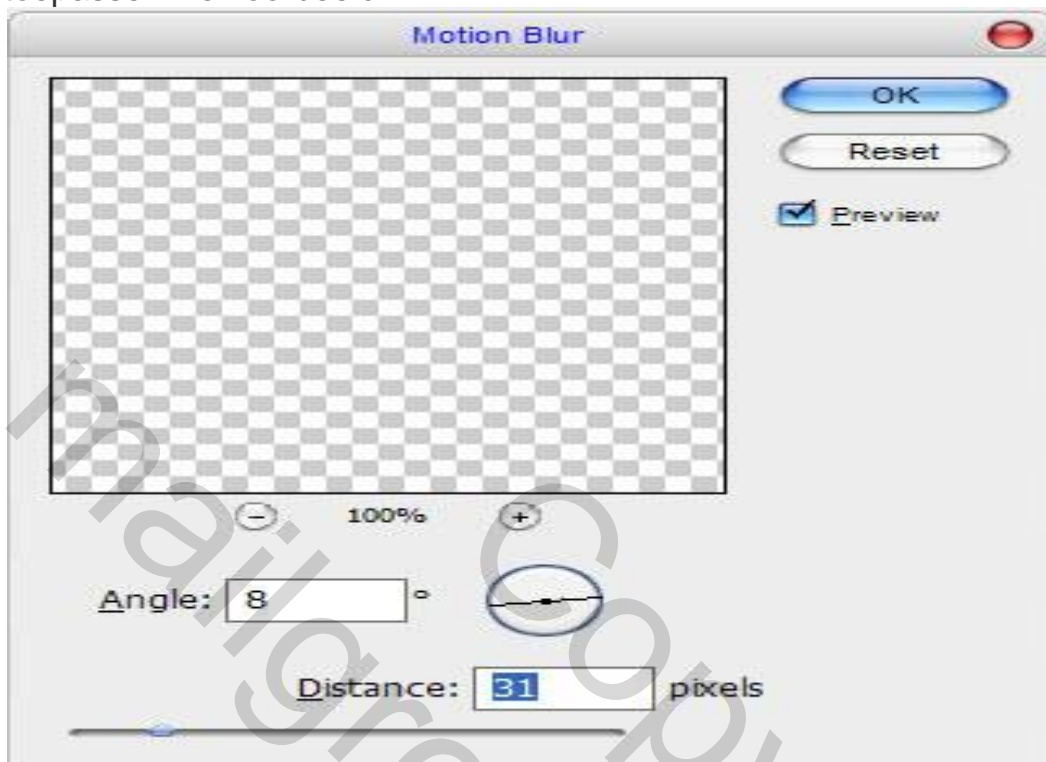 Motion Blur
OK
Reset
Preview
100%
Angle: 8 °
Distance: 31 pixels